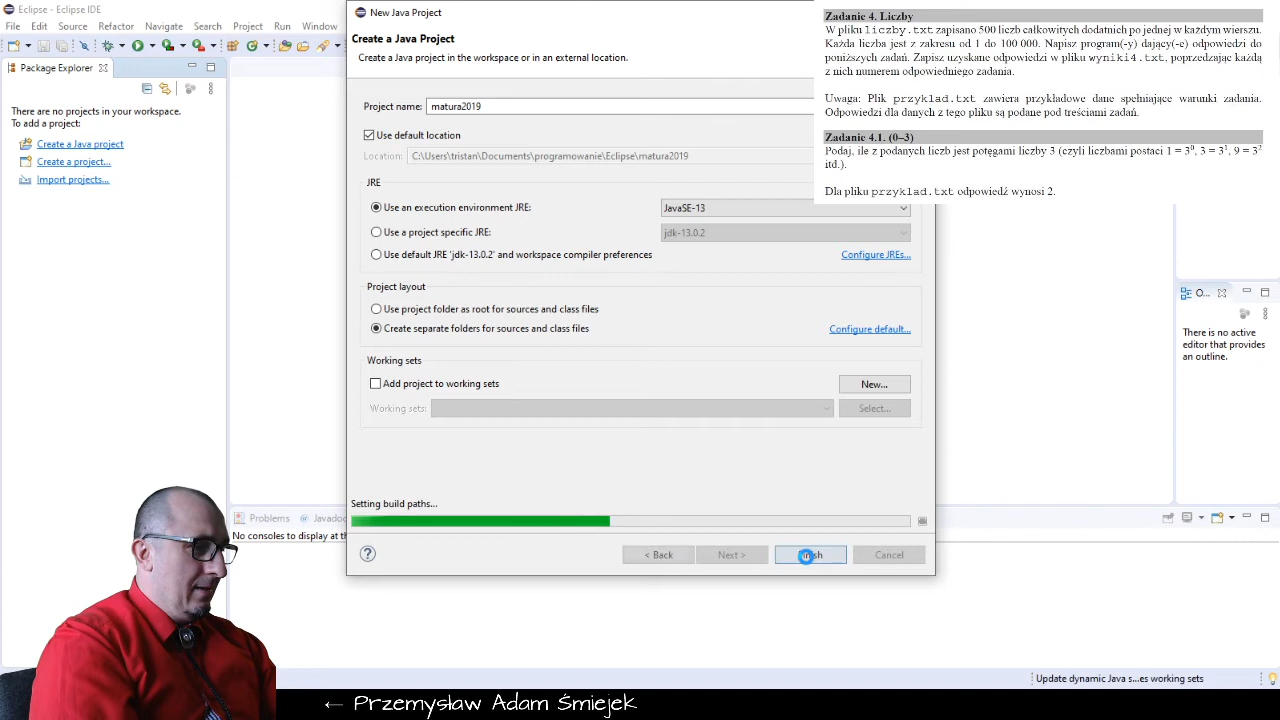 Eclipse - Eclipse IDE
File Edit Source Refactor Navigate Search Project Run Window
Package Explorer
There are no projects in your workspace.
To add a project:
Create a Java project
Create a project...
Import projects...
New Java Project
Create a Java Project
Create a Java project in the workspace or in an external location.
Project name: matura2019
Use default location
Location: C:\Users\tristan\Documents\programowanie\Eclipse\matura2019
JRE
Use an execution environment JRE: JavaSE-13
Use a project specific JRE: jdk-13.0.2
Use default JRE 'jdk-13.0.2' and workspace compiler preferences Configure JREs...
Project layout
Use project folder as root for sources and class files
Create separate folders for sources and class files Configure default...
Working sets
Add project to working sets New...
Working sets: Select...
Setting build paths...
< Back Next > Finish Cancel
Zadanie 4. Liczby
W pliku liczby.txt zapisano 500 liczb całkowitych dodatnich po jednej w każdym wierszu.
Każda liczba jest z zakresu od 1 do 100 000. Napisz program(-y) dający(-e) odpowiedzi do
poniższych zadań. Zapisz uzyskane odpowiedzi w pliku wyniki4.txt, poprzedzając każdą
z nich numerem odpowiedniego zadania.
Uwaga: Plik przyklad.txt zawiera przykładowe dane spełniające warunki zadania.
Odpowiedzi dla danych z tego pliku są podane pod treściami zadań.
Zadanie 4.1. (0–3)
Podaj, ile z podanych liczb jest potęgami liczby 3 (czyli liczbami postaci 1 = 3⁰, 3 = 3¹, 9 = 3²
itd.).
Dla pliku przyklad.txt odpowiedź wynosi 2.
O...
There is no active
editor that provides
an outline.
Problems Javadoc
No consoles to display at th
Update dynamic Java s...es working sets
← Przemysław Adam Śmiejek